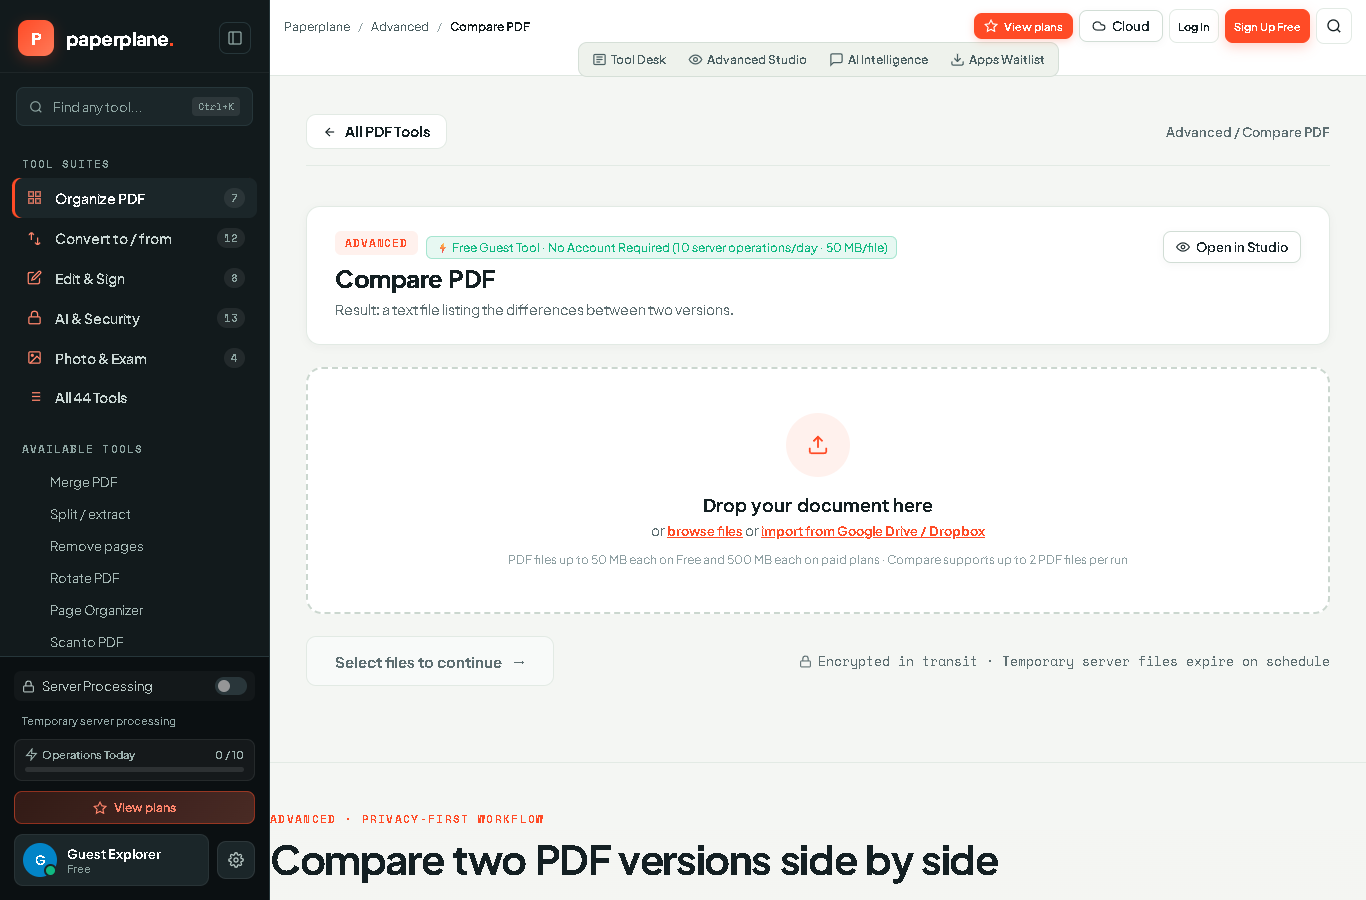 P paperplane.
Find any tool... Ctrl+K
TOOL SUITES
Organize PDF 7
Convert to / from 12
Edit & Sign 8
AI & Security 13
Photo & Exam 4
All 44 Tools
AVAILABLE TOOLS
Merge PDF
Split / extract
Remove pages
Rotate PDF
Page Organizer
Scan to PDF
Server Processing
Temporary server processing
Operations Today 0 / 10
View plans
G Guest Explorer
Free
Paperplane / Advanced / Compare PDF
View plans Cloud Log In Sign Up Free
Tool Desk Advanced Studio AI Intelligence Apps Waitlist
← All PDF Tools
Advanced / Compare PDF
ADVANCED Free Guest Tool · No Account Required (10 server operations/day · 50 MB/file)
Open in Studio
Compare PDF
Result: a text file listing the differences between two versions.
Drop your document here
or browse files or import from Google Drive / Dropbox
PDF files up to 50 MB each on Free and 500 MB each on paid plans · Compare supports up to 2 PDF files per run
Select files to continue →
Encrypted in transit · Temporary server files expire on schedule
ADVANCED · PRIVACY-FIRST WORKFLOW
Compare two PDF versions side by side